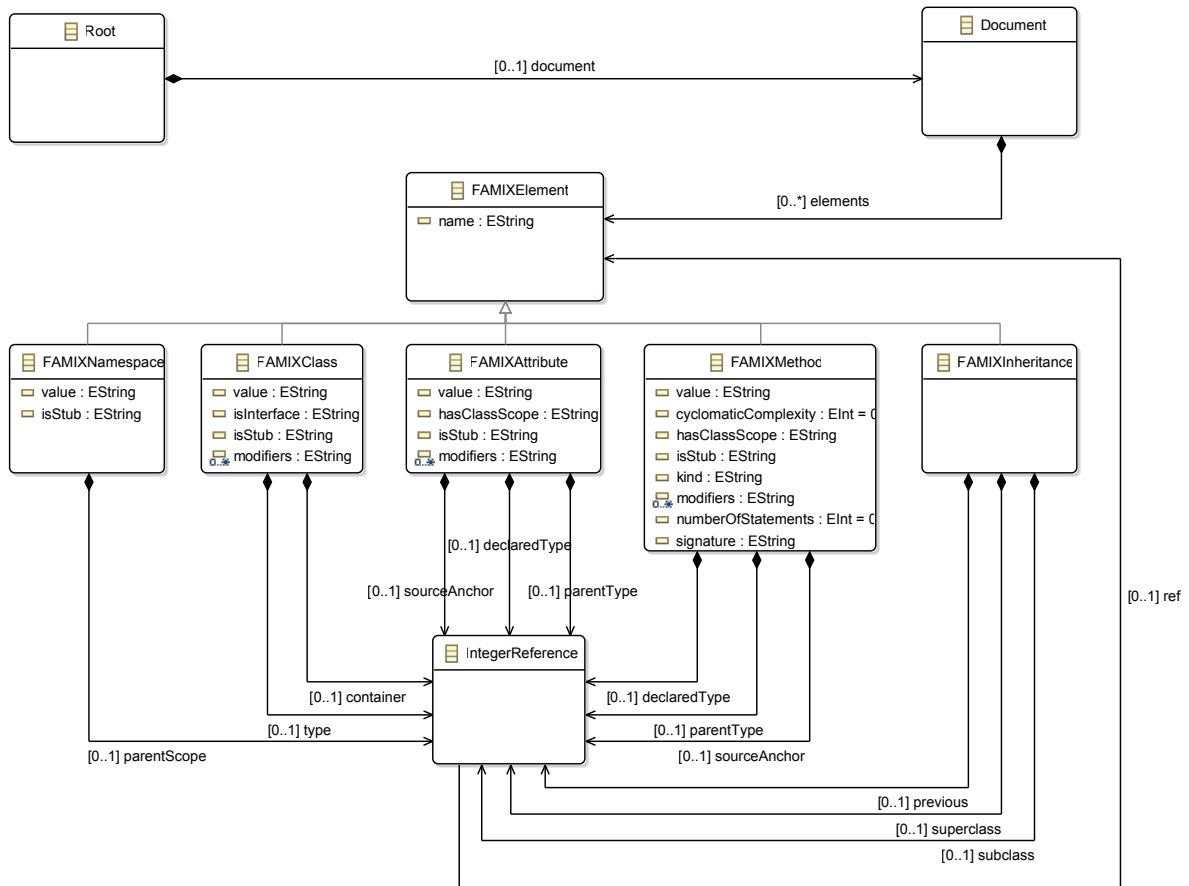 Root
Document
[0..1] document
FAMIXElement
name : EString
[0..*] elements
FAMIXNamespace
value : EString
isStub : EString
FAMIXClass
value : EString
isInterface : EString
isStub : EString
0..*
modifiers : EString
FAMIXAttribute
value : EString
hasClassScope : EString
isStub : EString
0..*
modifiers : EString
FAMIXMethod
value : EString
cyclomaticComplexity : EInt = 0
hasClassScope : EString
isStub : EString
kind : EString
0..*
modifiers : EString
numberOfStatements : EInt = 0
signature : EString
FAMIXInheritance
[0..1] declaredType
[0..1] sourceAnchor
[0..1] parentType
[0..1] ref
IntegerReference
[0..1] container
[0..1] type
[0..1] parentScope
[0..1] declaredType
[0..1] parentType
[0..1] sourceAnchor
[0..1] previous
[0..1] superclass
[0..1] subclass